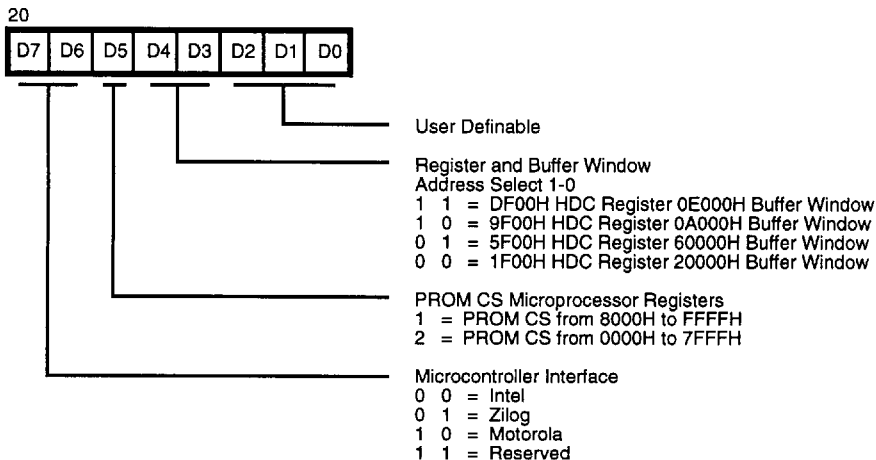 20
D7 D6 D5 D4 D3 D2 D1 D0
User Definable
Register and Buffer Window
Address Select 1-0
1 1 = DF00H HDC Register 0E000H Buffer Window
1 0 = 9F00H HDC Register 0A000H Buffer Window
0 1 = 5F00H HDC Register 60000H Buffer Window
0 0 = 1F00H HDC Register 20000H Buffer Window
PROM CS Microprocessor Registers
1 = PROM CS from 8000H to FFFFH
2 = PROM CS from 0000H to 7FFFH
Microcontroller Interface
0 0 = Intel
0 1 = Zilog
1 0 = Motorola
1 1 = Reserved